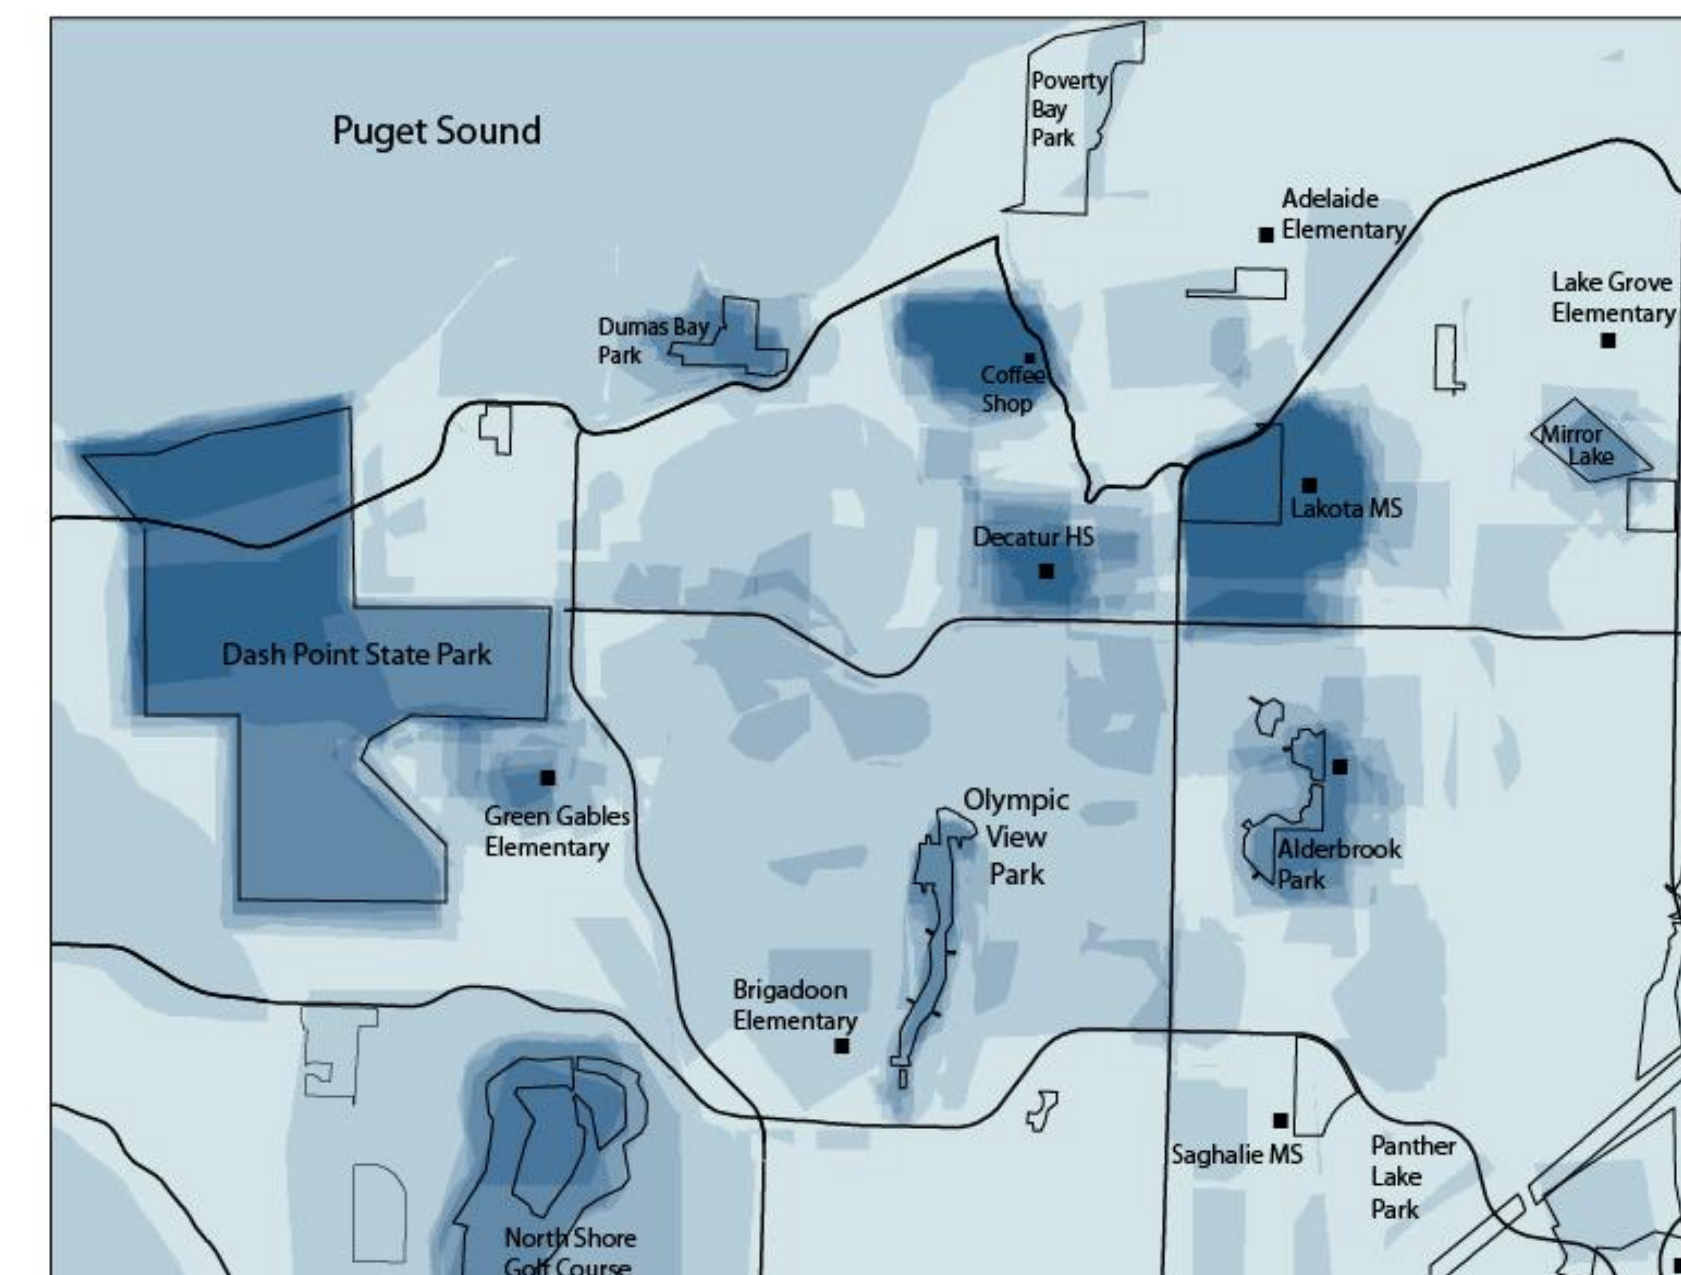 Puget Sound
Poverty
Bay
Park
Adelaide
Elementary
Lake Grove
Elementary
Dumas Bay
Park
Coffee
Shop
Mirror
Lake
Lakota MS
Decatur HS
Dash Point State Park
Green Gables
Elementary
Olympic
View
Park
Alderbrook
Park
Brigadoon
Elementary
Saghalie MS
Panther
Lake
Park
North Shore
Golf Course